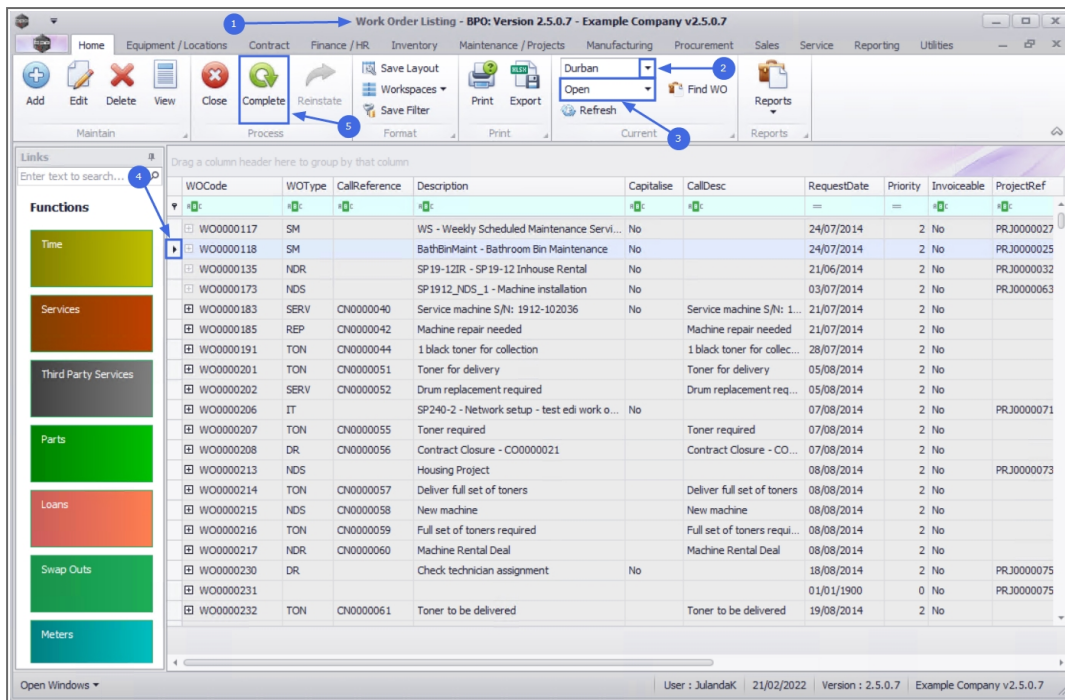 Work Order Listing - BPO: Version 2.5.0.7 - Example Company v2.5.0.7
1
Home Equipment / Locations Contract Finance / HR Inventory Maintenance / Projects Manufacturing Procurement Sales Service Reporting Utilities
Add Edit Delete View
Maintain
Close Complete Reinstate
Process
5
Save Layout
Workspaces
Save Filter
Format
Print Export
Print
Durban
2
Open
Find WO
Refresh
Current
3
Reports
Reports
Links
Enter text to search...
4
Functions
Time
Services
Third Party Services
Parts
Loans
Swap Outs
Meters
Drag a column header here to group by that column
WOCode WOType CallReference Description Capitalise CallDesc RequestDate Priority Invoiceable ProjectRef
WO0000117 SM WS - Weekly Scheduled Maintenance Servi... No 24/07/2014 2 No PRJ0000027
WO0000118 SM BathBinMaint - Bathroom Bin Maintenance No 24/07/2014 2 No PRJ0000025
WO0000135 NDR SP19-12IR - SP19-12 Inhouse Rental No 21/06/2014 2 No PRJ0000032
WO0000173 NDS SP1912_NDS_1 - Machine installation No 03/07/2014 2 No PRJ0000063
WO0000183 SERV CN0000040 Service machine S/N: 1912-102036 No Service machine S/N: 1... 21/07/2014 2 No
WO0000185 REP CN0000042 Machine repair needed Machine repair needed 21/07/2014 2 No
WO0000191 TON CN0000044 1 black toner for collection 1 black toner for collec... 28/07/2014 2 No
WO0000201 TON CN0000051 Toner for delivery Toner for delivery 05/08/2014 2 No
WO0000202 SERV CN0000052 Drum replacement required Drum replacement req... 05/08/2014 2 No
WO0000206 IT SP240-2 - Network setup - test edi work o... No 07/08/2014 2 No PRJ0000071
WO0000207 TON CN0000055 Toner required Toner required 07/08/2014 2 No
WO0000208 DR CN0000056 Contract Closure - CO0000021 Contract Closure - CO... 07/08/2014 2 No
WO0000213 NDS Housing Project 08/08/2014 2 No PRJ0000073
WO0000214 TON CN0000057 Deliver full set of toners Deliver full set of toners 08/08/2014 2 No
WO0000215 NDS CN0000058 New machine New machine 08/08/2014 2 No
WO0000216 TON CN0000059 Full set of toners required Full set of toners requi... 08/08/2014 2 No
WO0000217 NDR CN0000060 Machine Rental Deal Machine Rental Deal 08/08/2014 2 No
WO0000230 DR Check technician assignment No 18/08/2014 2 No PRJ0000075
WO0000231 01/01/1900 0 No PRJ0000075
WO0000232 TON CN0000061 Toner to be delivered Toner to be delivered 19/08/2014 2 No
Open Windows User : JulandaK 21/02/2022 Version : 2.5.0.7 Example Company v2.5.0.7